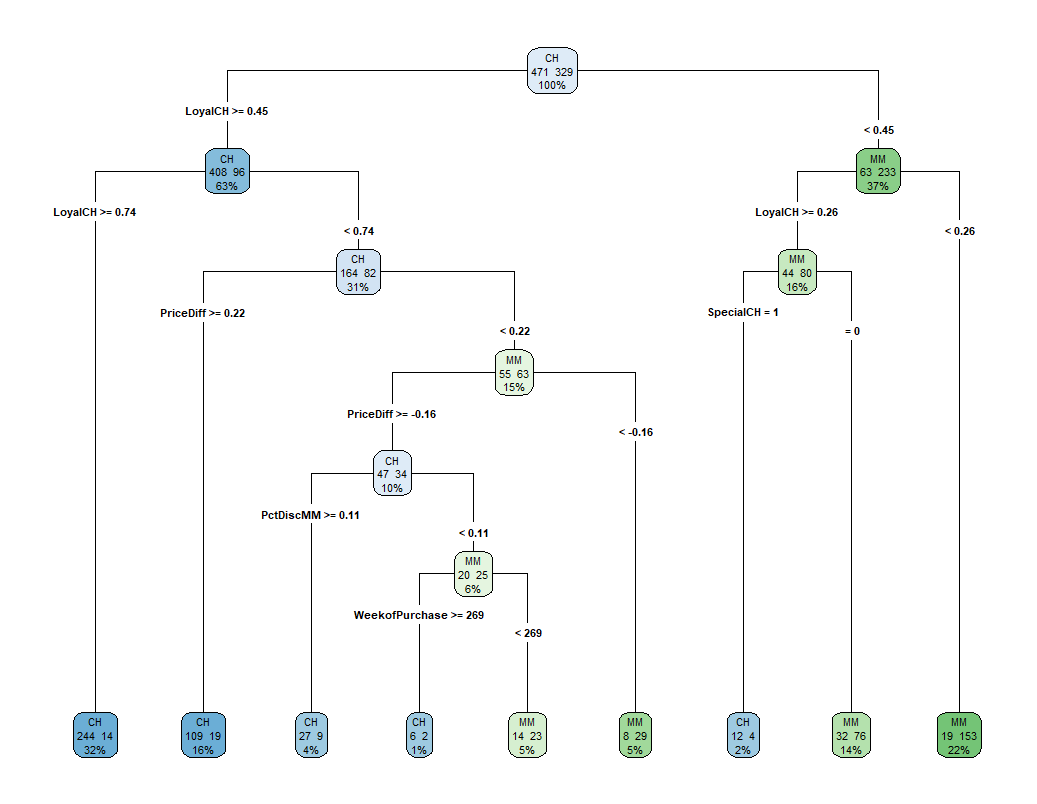 CH
471 329
100%
LoyalCH >= 0.45
< 0.45
CH
408 96
63%
MM
63 233
37%
LoyalCH >= 0.74
< 0.74
LoyalCH >= 0.26
< 0.26
CH
164 82
31%
MM
44 80
16%
PriceDiff >= 0.22
< 0.22
SpecialCH = 1
= 0
MM
55 63
15%
PriceDiff >= -0.16
< -0.16
CH
47 34
10%
PctDiscMM >= 0.11
< 0.11
MM
20 25
6%
WeekofPurchase >= 269
< 269
CH
244 14
32%
CH
109 19
16%
CH
27 9
4%
CH
6 2
1%
MM
14 23
5%
MM
8 29
5%
CH
12 4
2%
MM
32 76
14%
MM
19 153
22%